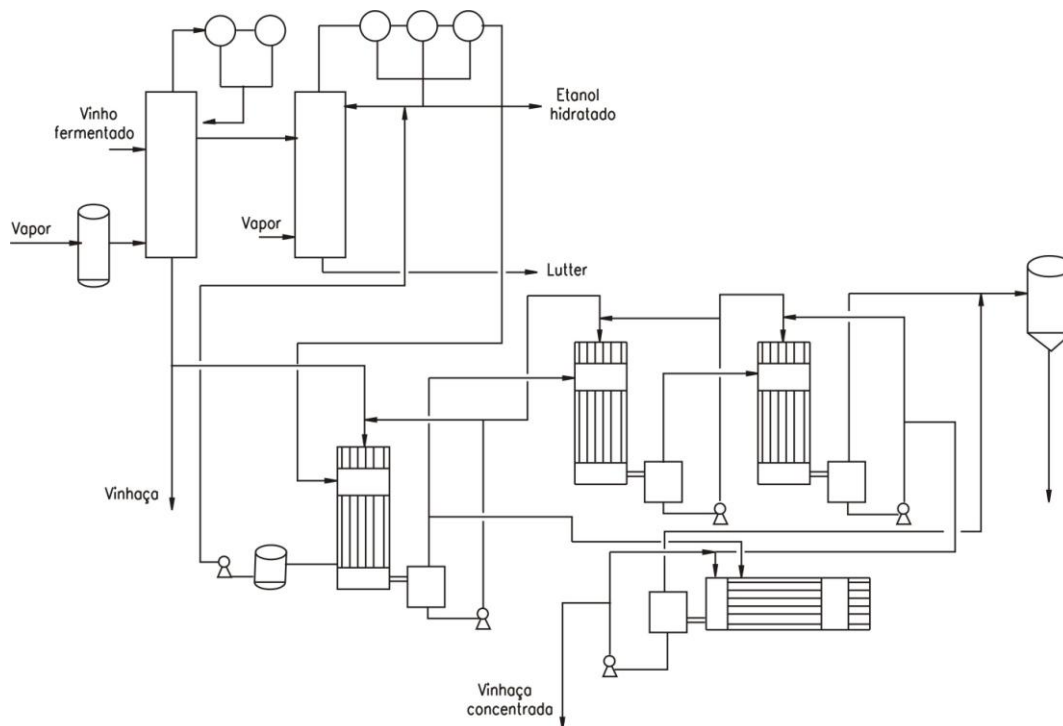 Etanol
hidratado
Vinho
fermentado
Vapor
Vapor
Lutter
Vinhaça
Vinhaça
concentrada